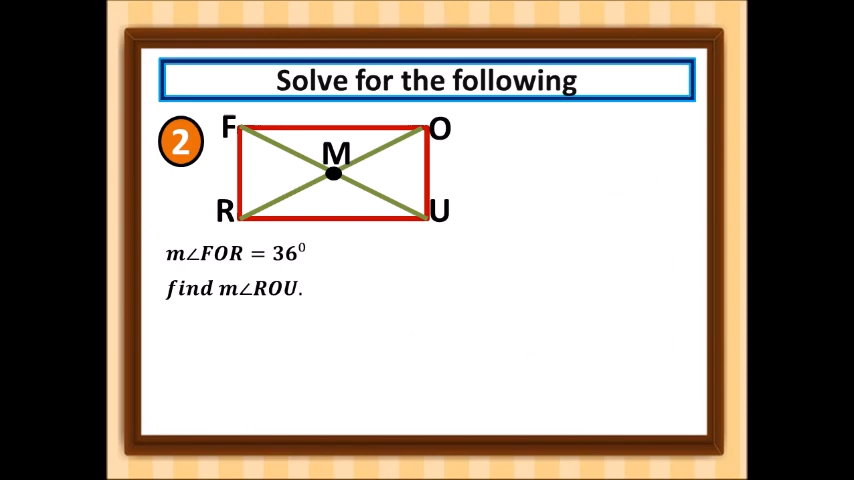 Solve for the following
2
F
O
M
R
U
m∠FOR = 36⁰
find m∠ROU.